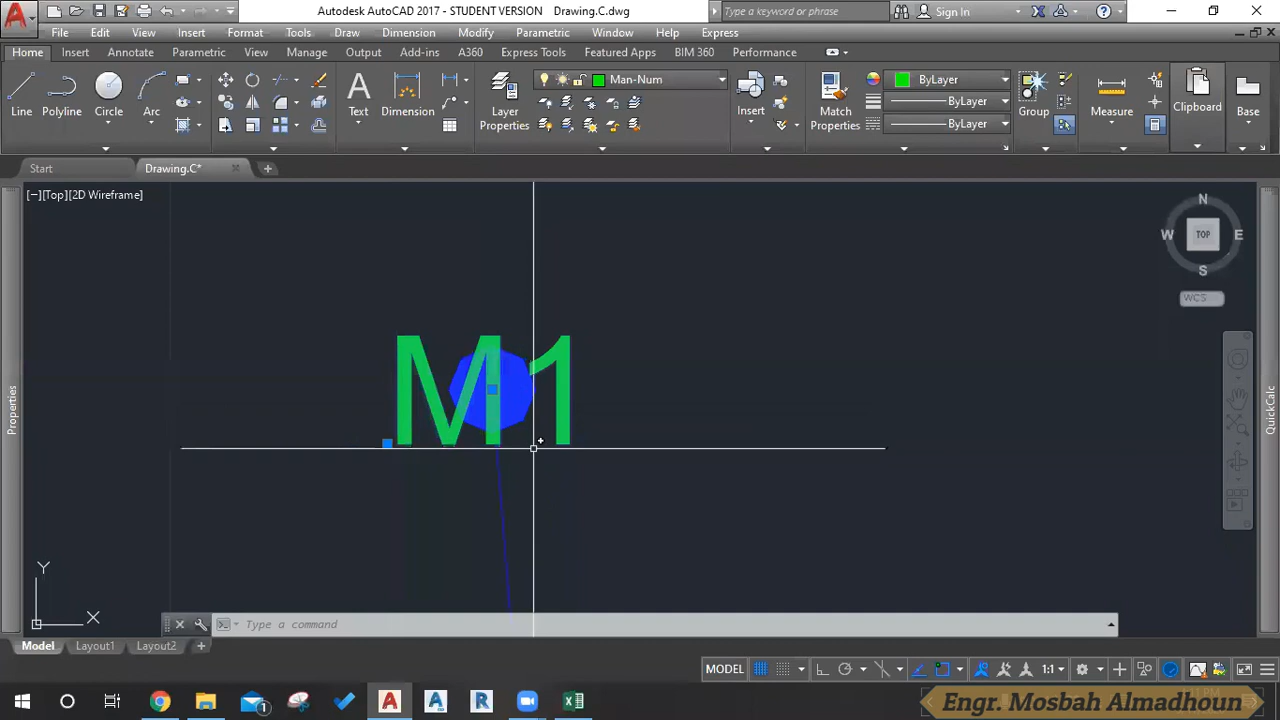 Autodesk AutoCAD 2017 - STUDENT VERSION Drawing.C.dwg
Type a keyword or phrase
Sign In
File Edit View Insert Format Tools Draw Dimension Modify Parametric Window Help Express
Home Insert Annotate Parametric View Manage Output Add-ins A360 Express Tools Featured Apps BIM 360 Performance
Man-Num
ByLayer
ByLayer
ByLayer
Line Polyline Circle Arc
Text Dimension
Layer
Properties
Insert
Match
Properties
Group
Measure
Clipboard
Base
Start
Drawing.C*
[−][Top][2D Wireframe]
N
W TOP E
S
WCS
M1
Properties
QuickCalc
Y
X
Type a command
Model Layout1 Layout2
MODEL
1:1
1
Engr. Mosbah Almadhoun